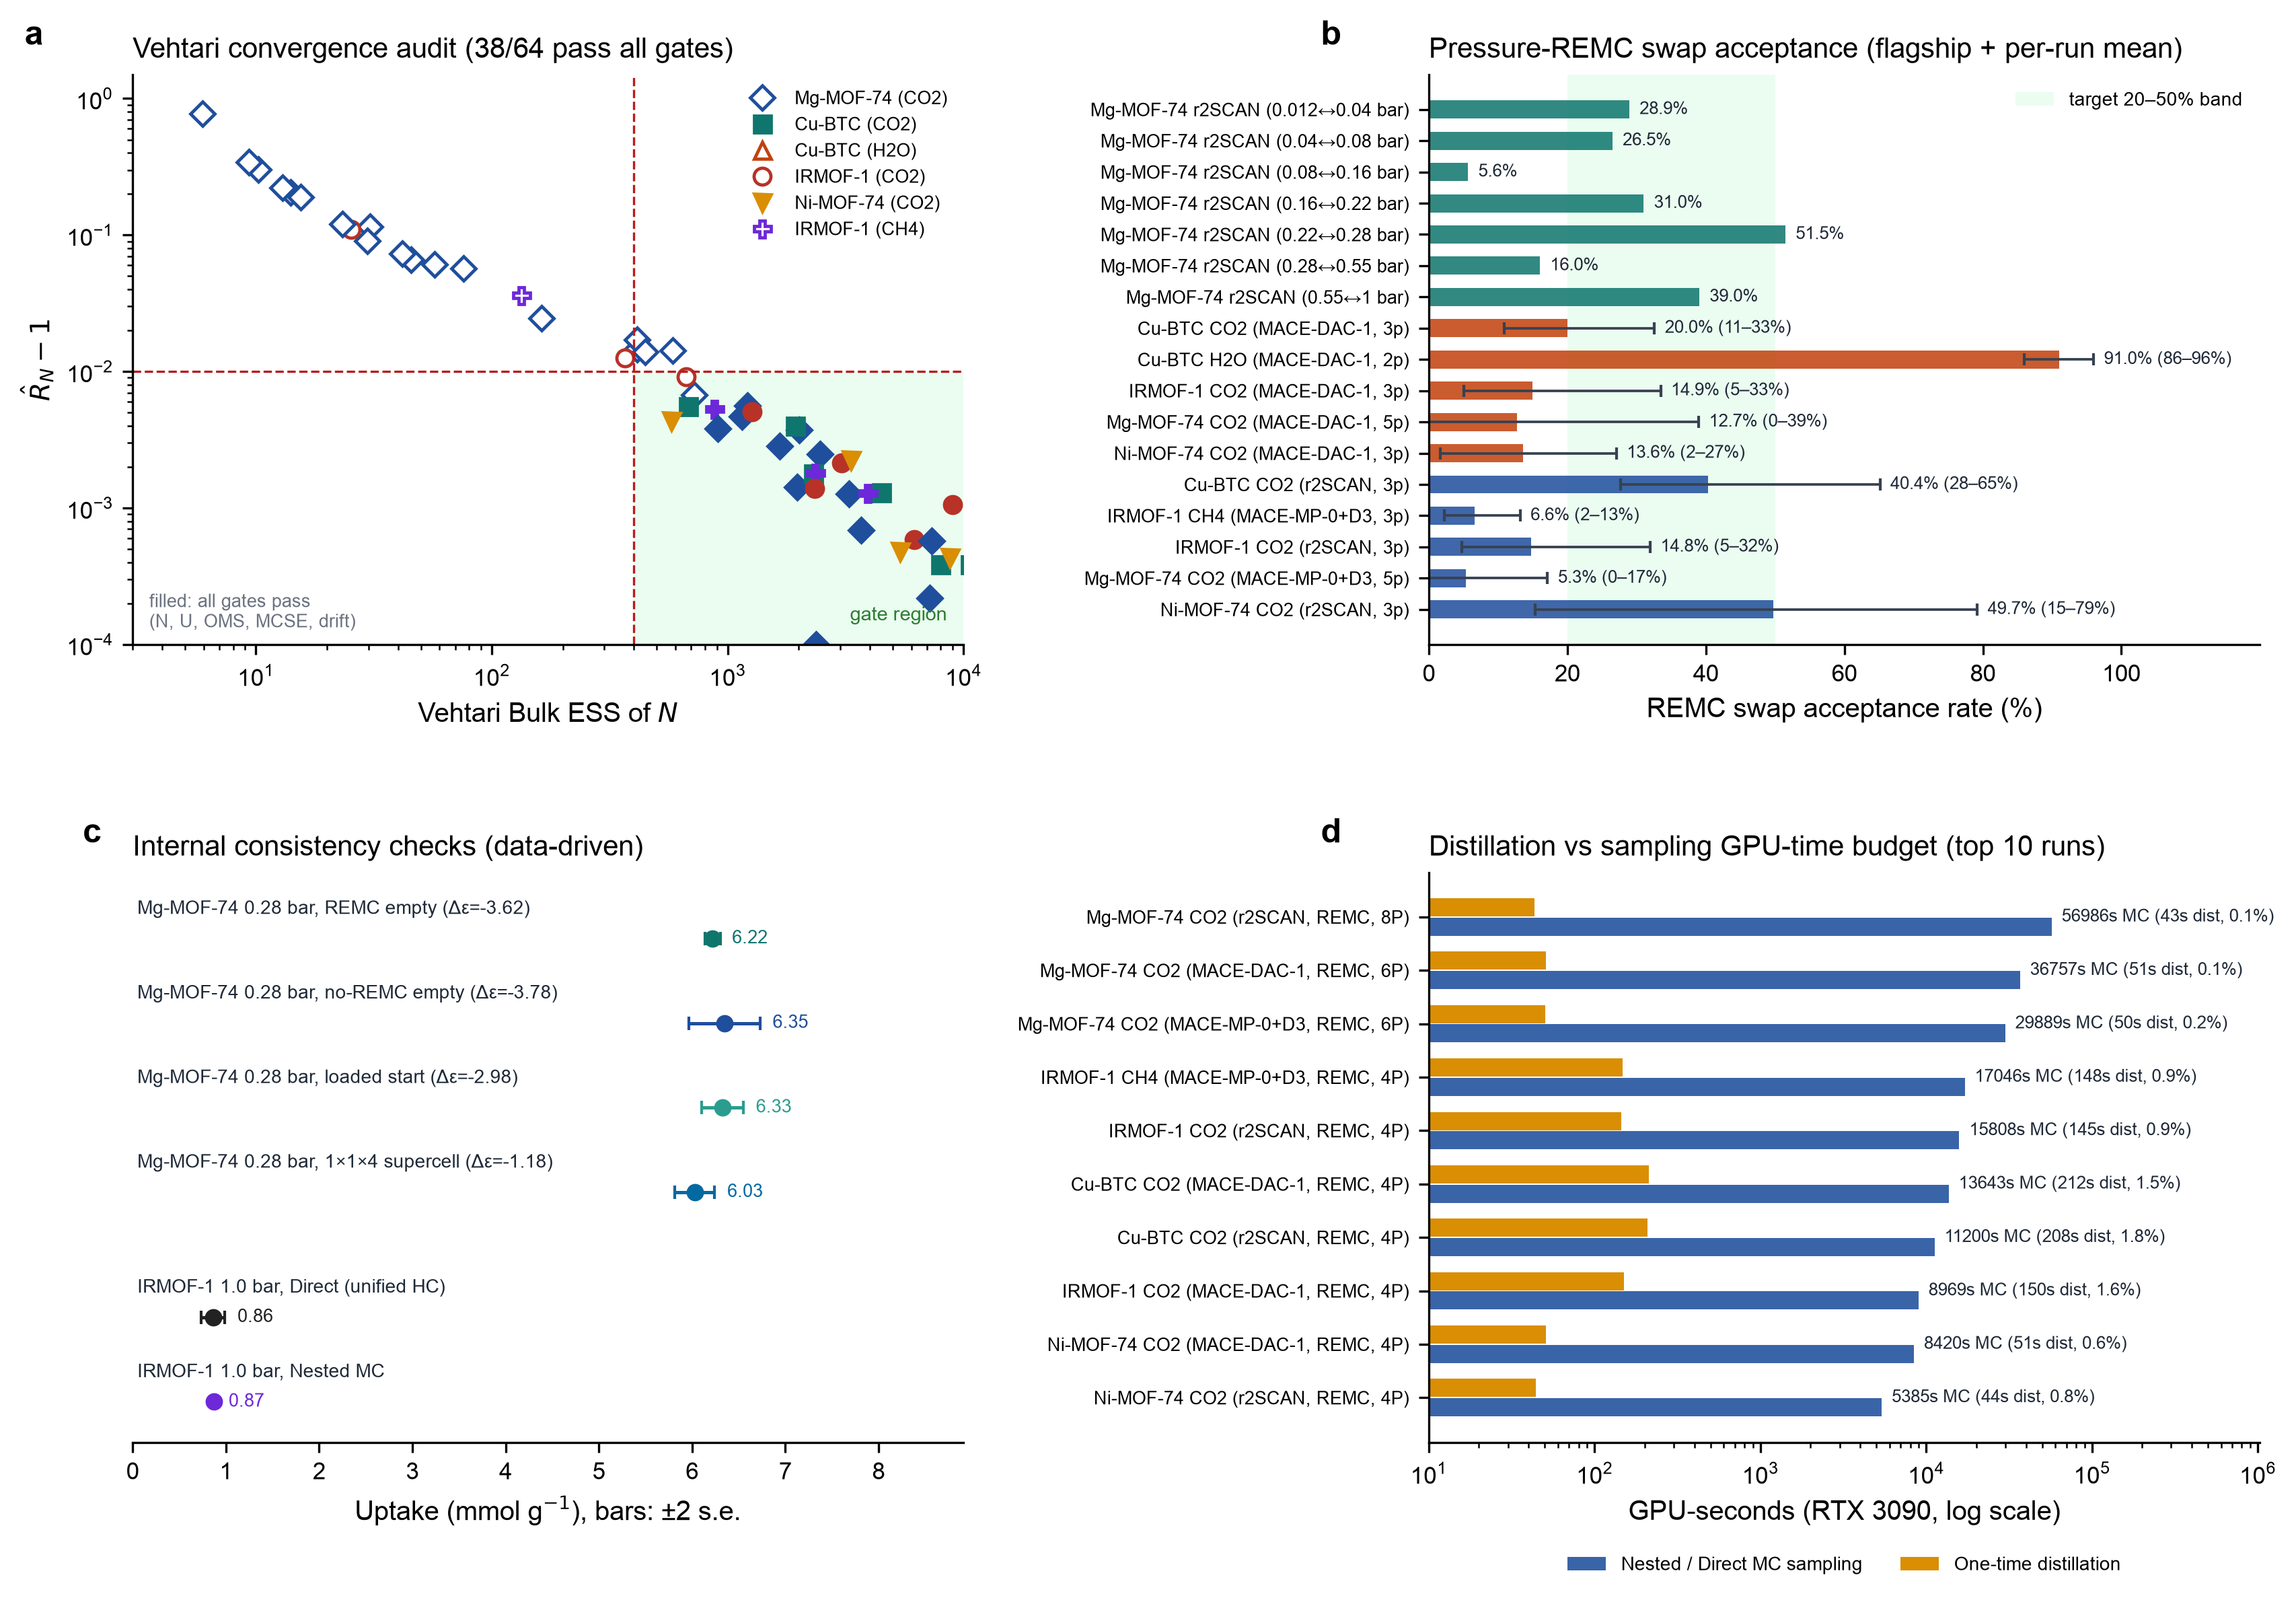 a
Vehtari convergence audit (38/64 pass all gates)
Mg-MOF-74 (CO2)
Cu-BTC (CO2)
Cu-BTC (H2O)
IRMOF-1 (CO2)
Ni-MOF-74 (CO2)
IRMOF-1 (CH4)
10⁰
10⁻¹
10⁻²
10⁻³
10⁻⁴
R̂_N − 1
filled: all gates pass
(N, U, OMS, MCSE, drift)
gate region
10¹ 10² 10³ 10⁴
Vehtari Bulk ESS of N
b
Pressure-REMC swap acceptance (flagship + per-run mean)
target 20–50% band
Mg-MOF-74 r2SCAN (0.012↔0.04 bar) 28.9%
Mg-MOF-74 r2SCAN (0.04↔0.08 bar) 26.5%
Mg-MOF-74 r2SCAN (0.08↔0.16 bar) 5.6%
Mg-MOF-74 r2SCAN (0.16↔0.22 bar) 31.0%
Mg-MOF-74 r2SCAN (0.22↔0.28 bar) 51.5%
Mg-MOF-74 r2SCAN (0.28↔0.55 bar) 16.0%
Mg-MOF-74 r2SCAN (0.55↔1 bar) 39.0%
Cu-BTC CO2 (MACE-DAC-1, 3p) 20.0% (11–33%)
Cu-BTC H2O (MACE-DAC-1, 2p) 91.0% (86–96%)
IRMOF-1 CO2 (MACE-DAC-1, 3p) 14.9% (5–33%)
Mg-MOF-74 CO2 (MACE-DAC-1, 5p) 12.7% (0–39%)
Ni-MOF-74 CO2 (MACE-DAC-1, 3p) 13.6% (2–27%)
Cu-BTC CO2 (r2SCAN, 3p) 40.4% (28–65%)
IRMOF-1 CH4 (MACE-MP-0+D3, 3p) 6.6% (2–13%)
IRMOF-1 CO2 (r2SCAN, 3p) 14.8% (5–32%)
Mg-MOF-74 CO2 (MACE-MP-0+D3, 5p) 5.3% (0–17%)
Ni-MOF-74 CO2 (r2SCAN, 3p) 49.7% (15–79%)
0 20 40 60 80 100
REMC swap acceptance rate (%)
c
Internal consistency checks (data-driven)
Mg-MOF-74 0.28 bar, REMC empty (Δε=-3.62)
6.22
Mg-MOF-74 0.28 bar, no-REMC empty (Δε=-3.78)
6.35
Mg-MOF-74 0.28 bar, loaded start (Δε=-2.98)
6.33
Mg-MOF-74 0.28 bar, 1×1×4 supercell (Δε=-1.18)
6.03
IRMOF-1 1.0 bar, Direct (unified HC)
0.86
IRMOF-1 1.0 bar, Nested MC
0.87
0 1 2 3 4 5 6 7 8
Uptake (mmol g⁻¹), bars: ±2 s.e.
d
Distillation vs sampling GPU-time budget (top 10 runs)
Mg-MOF-74 CO2 (r2SCAN, REMC, 8P) 56986s MC (43s dist, 0.1%)
Mg-MOF-74 CO2 (MACE-DAC-1, REMC, 6P) 36757s MC (51s dist, 0.1%)
Mg-MOF-74 CO2 (MACE-MP-0+D3, REMC, 6P) 29889s MC (50s dist, 0.2%)
IRMOF-1 CH4 (MACE-MP-0+D3, REMC, 4P) 17046s MC (148s dist, 0.9%)
IRMOF-1 CO2 (r2SCAN, REMC, 4P) 15808s MC (145s dist, 0.9%)
Cu-BTC CO2 (MACE-DAC-1, REMC, 4P) 13643s MC (212s dist, 1.5%)
Cu-BTC CO2 (r2SCAN, REMC, 4P) 11200s MC (208s dist, 1.8%)
IRMOF-1 CO2 (MACE-DAC-1, REMC, 4P) 8969s MC (150s dist, 1.6%)
Ni-MOF-74 CO2 (MACE-DAC-1, REMC, 4P) 8420s MC (51s dist, 0.6%)
Ni-MOF-74 CO2 (r2SCAN, REMC, 4P) 5385s MC (44s dist, 0.8%)
10¹ 10² 10³ 10⁴ 10⁵ 10⁶
GPU-seconds (RTX 3090, log scale)
Nested / Direct MC sampling
One-time distillation